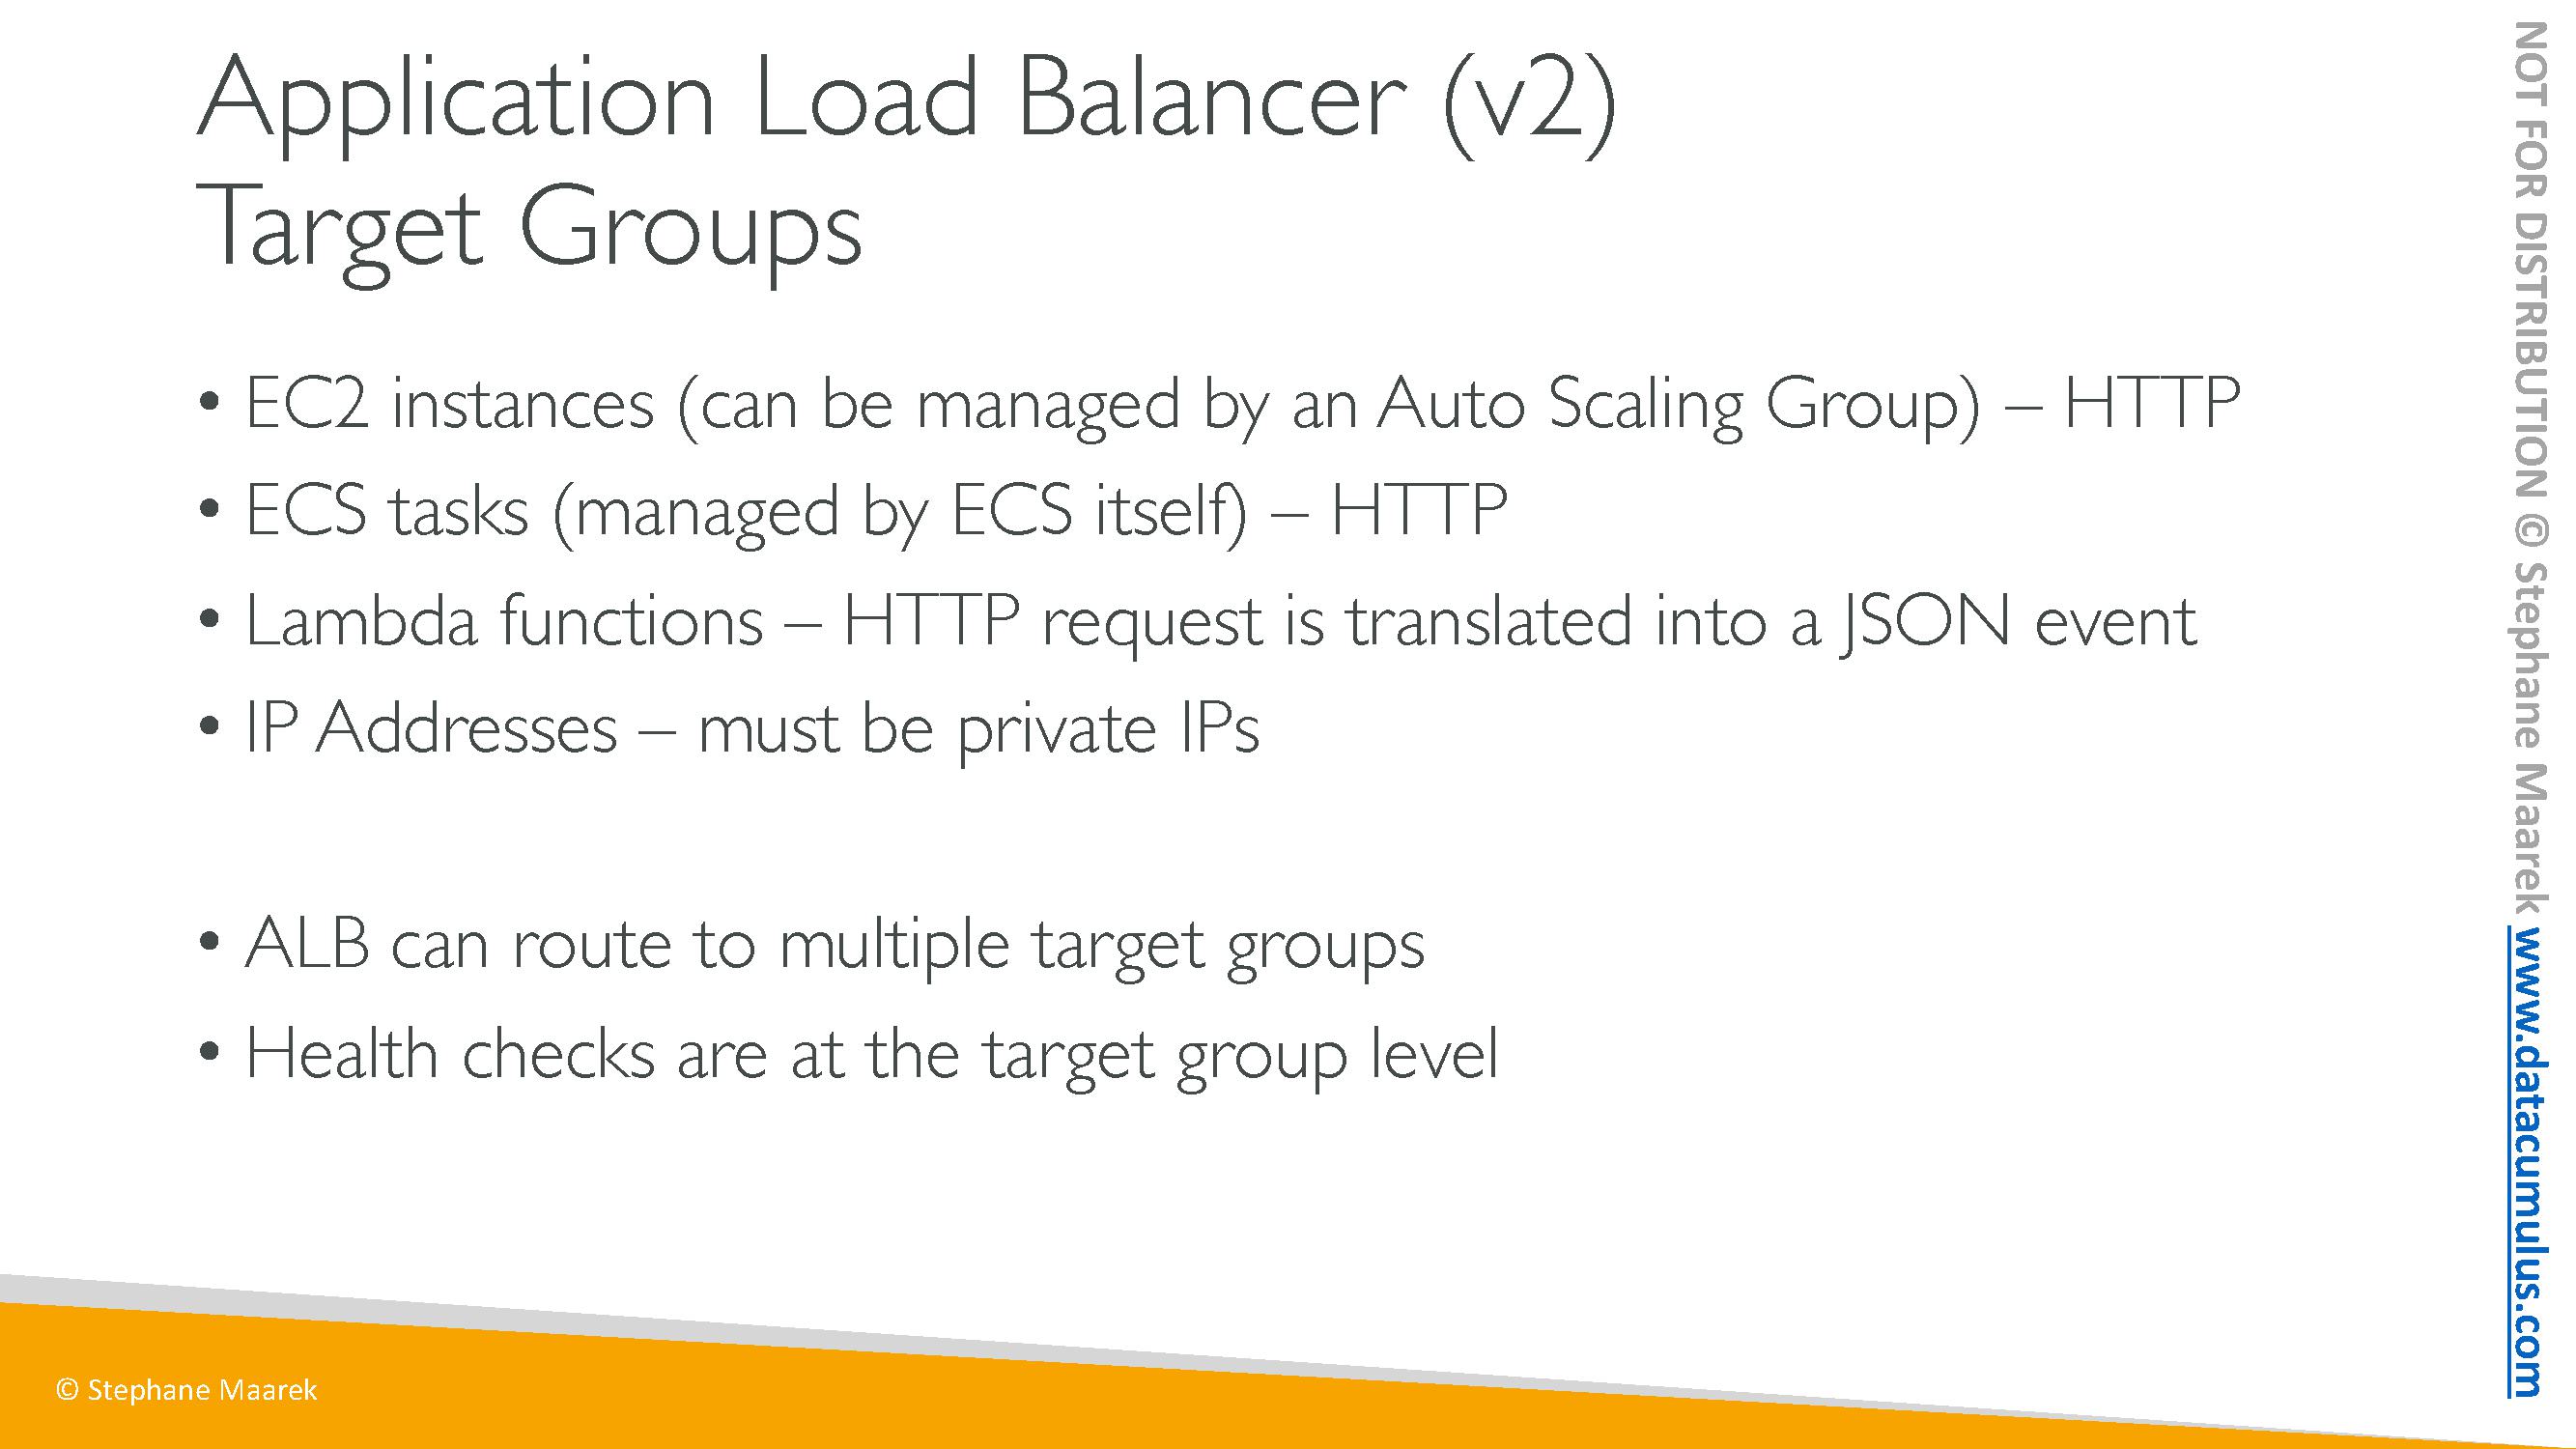 Application Load Balancer (v2)
Target Groups
• EC2 instances (can be managed by an Auto Scaling Group) – HTTP
• ECS tasks (managed by ECS itself) – HTTP
• Lambda functions – HTTP request is translated into a JSON event
• IP Addresses – must be private IPs
• ALB can route to multiple target groups
• Health checks are at the target group level
© Stephane Maarek
NOT FOR DISTRIBUTION © Stephane Maarek www.datacumulus.com